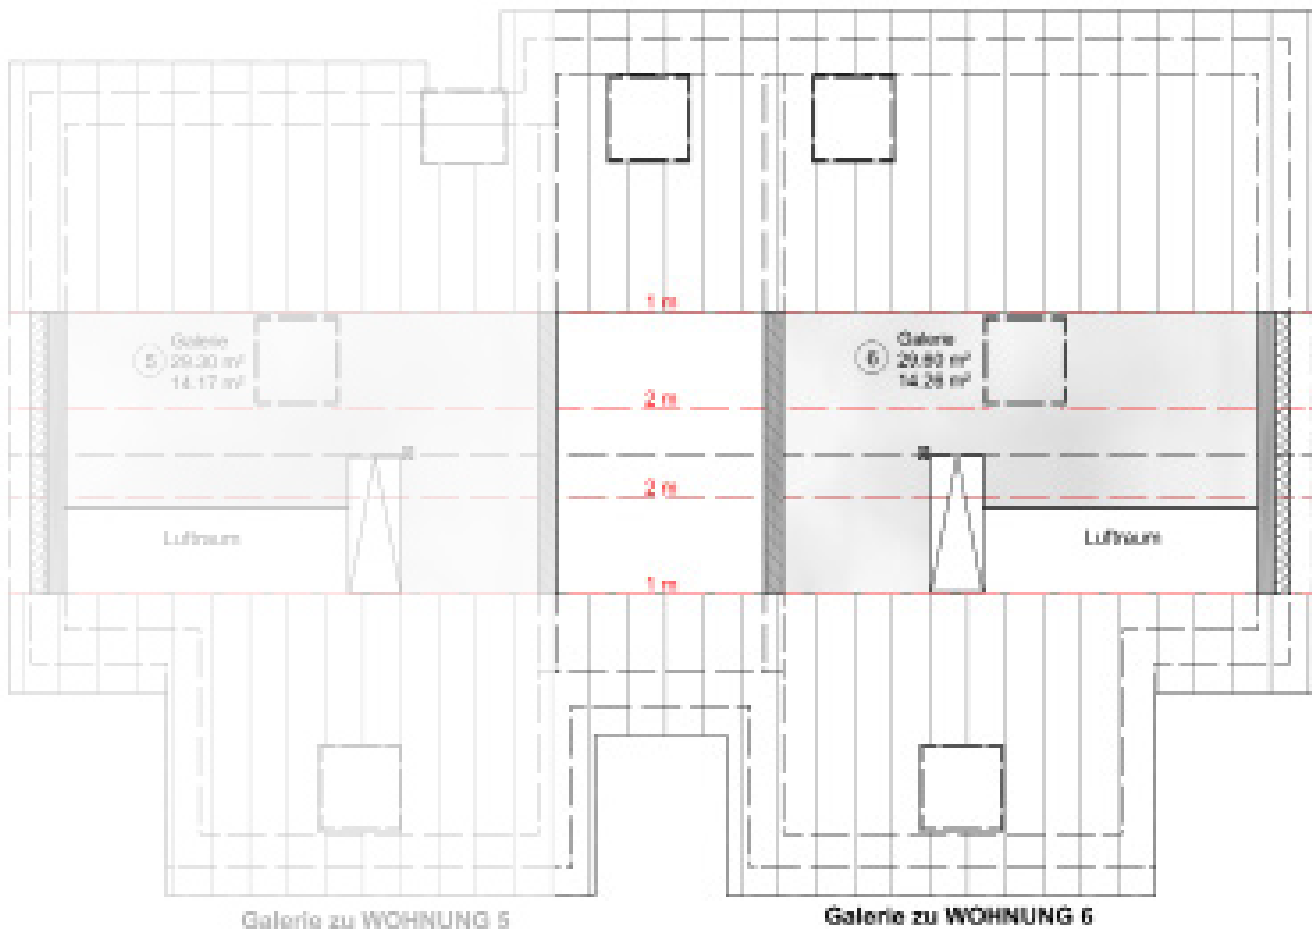 1 m
5
Galerie
29.30 m²
14.17 m²
6
Galerie
29.60 m²
14.26 m²
2 m
2 m
Luftraum
Luftraum
1 m
Galerie zu WOHNUNG 5
Galerie zu WOHNUNG 6